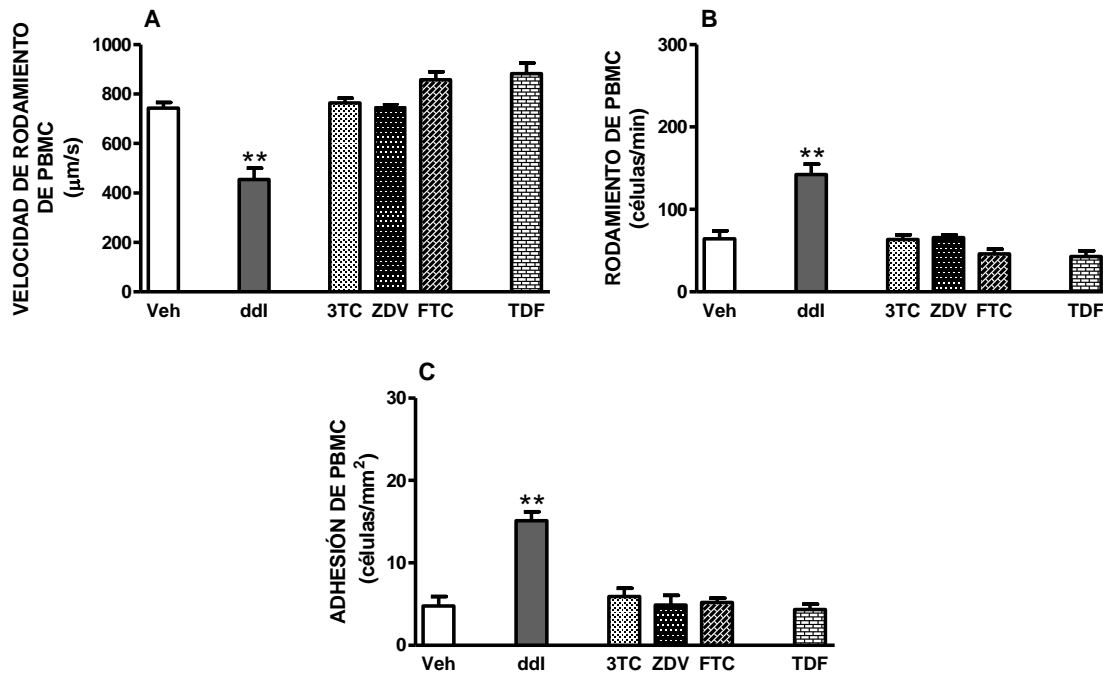 A
VELOCIDAD DE RODAMIENTO
DE PBMC
(µm/s)
1000
800
600
400
200
0
**
Veh ddI 3TC ZDV FTC TDF
B
RODAMIENTO DE PBMC
(células/min)
300
200
100
0
**
Veh ddI 3TC ZDV FTC TDF
C
ADHESIÓN DE PBMC
(células/mm²)
30
20
10
0
**
Veh ddI 3TC ZDV FTC TDF